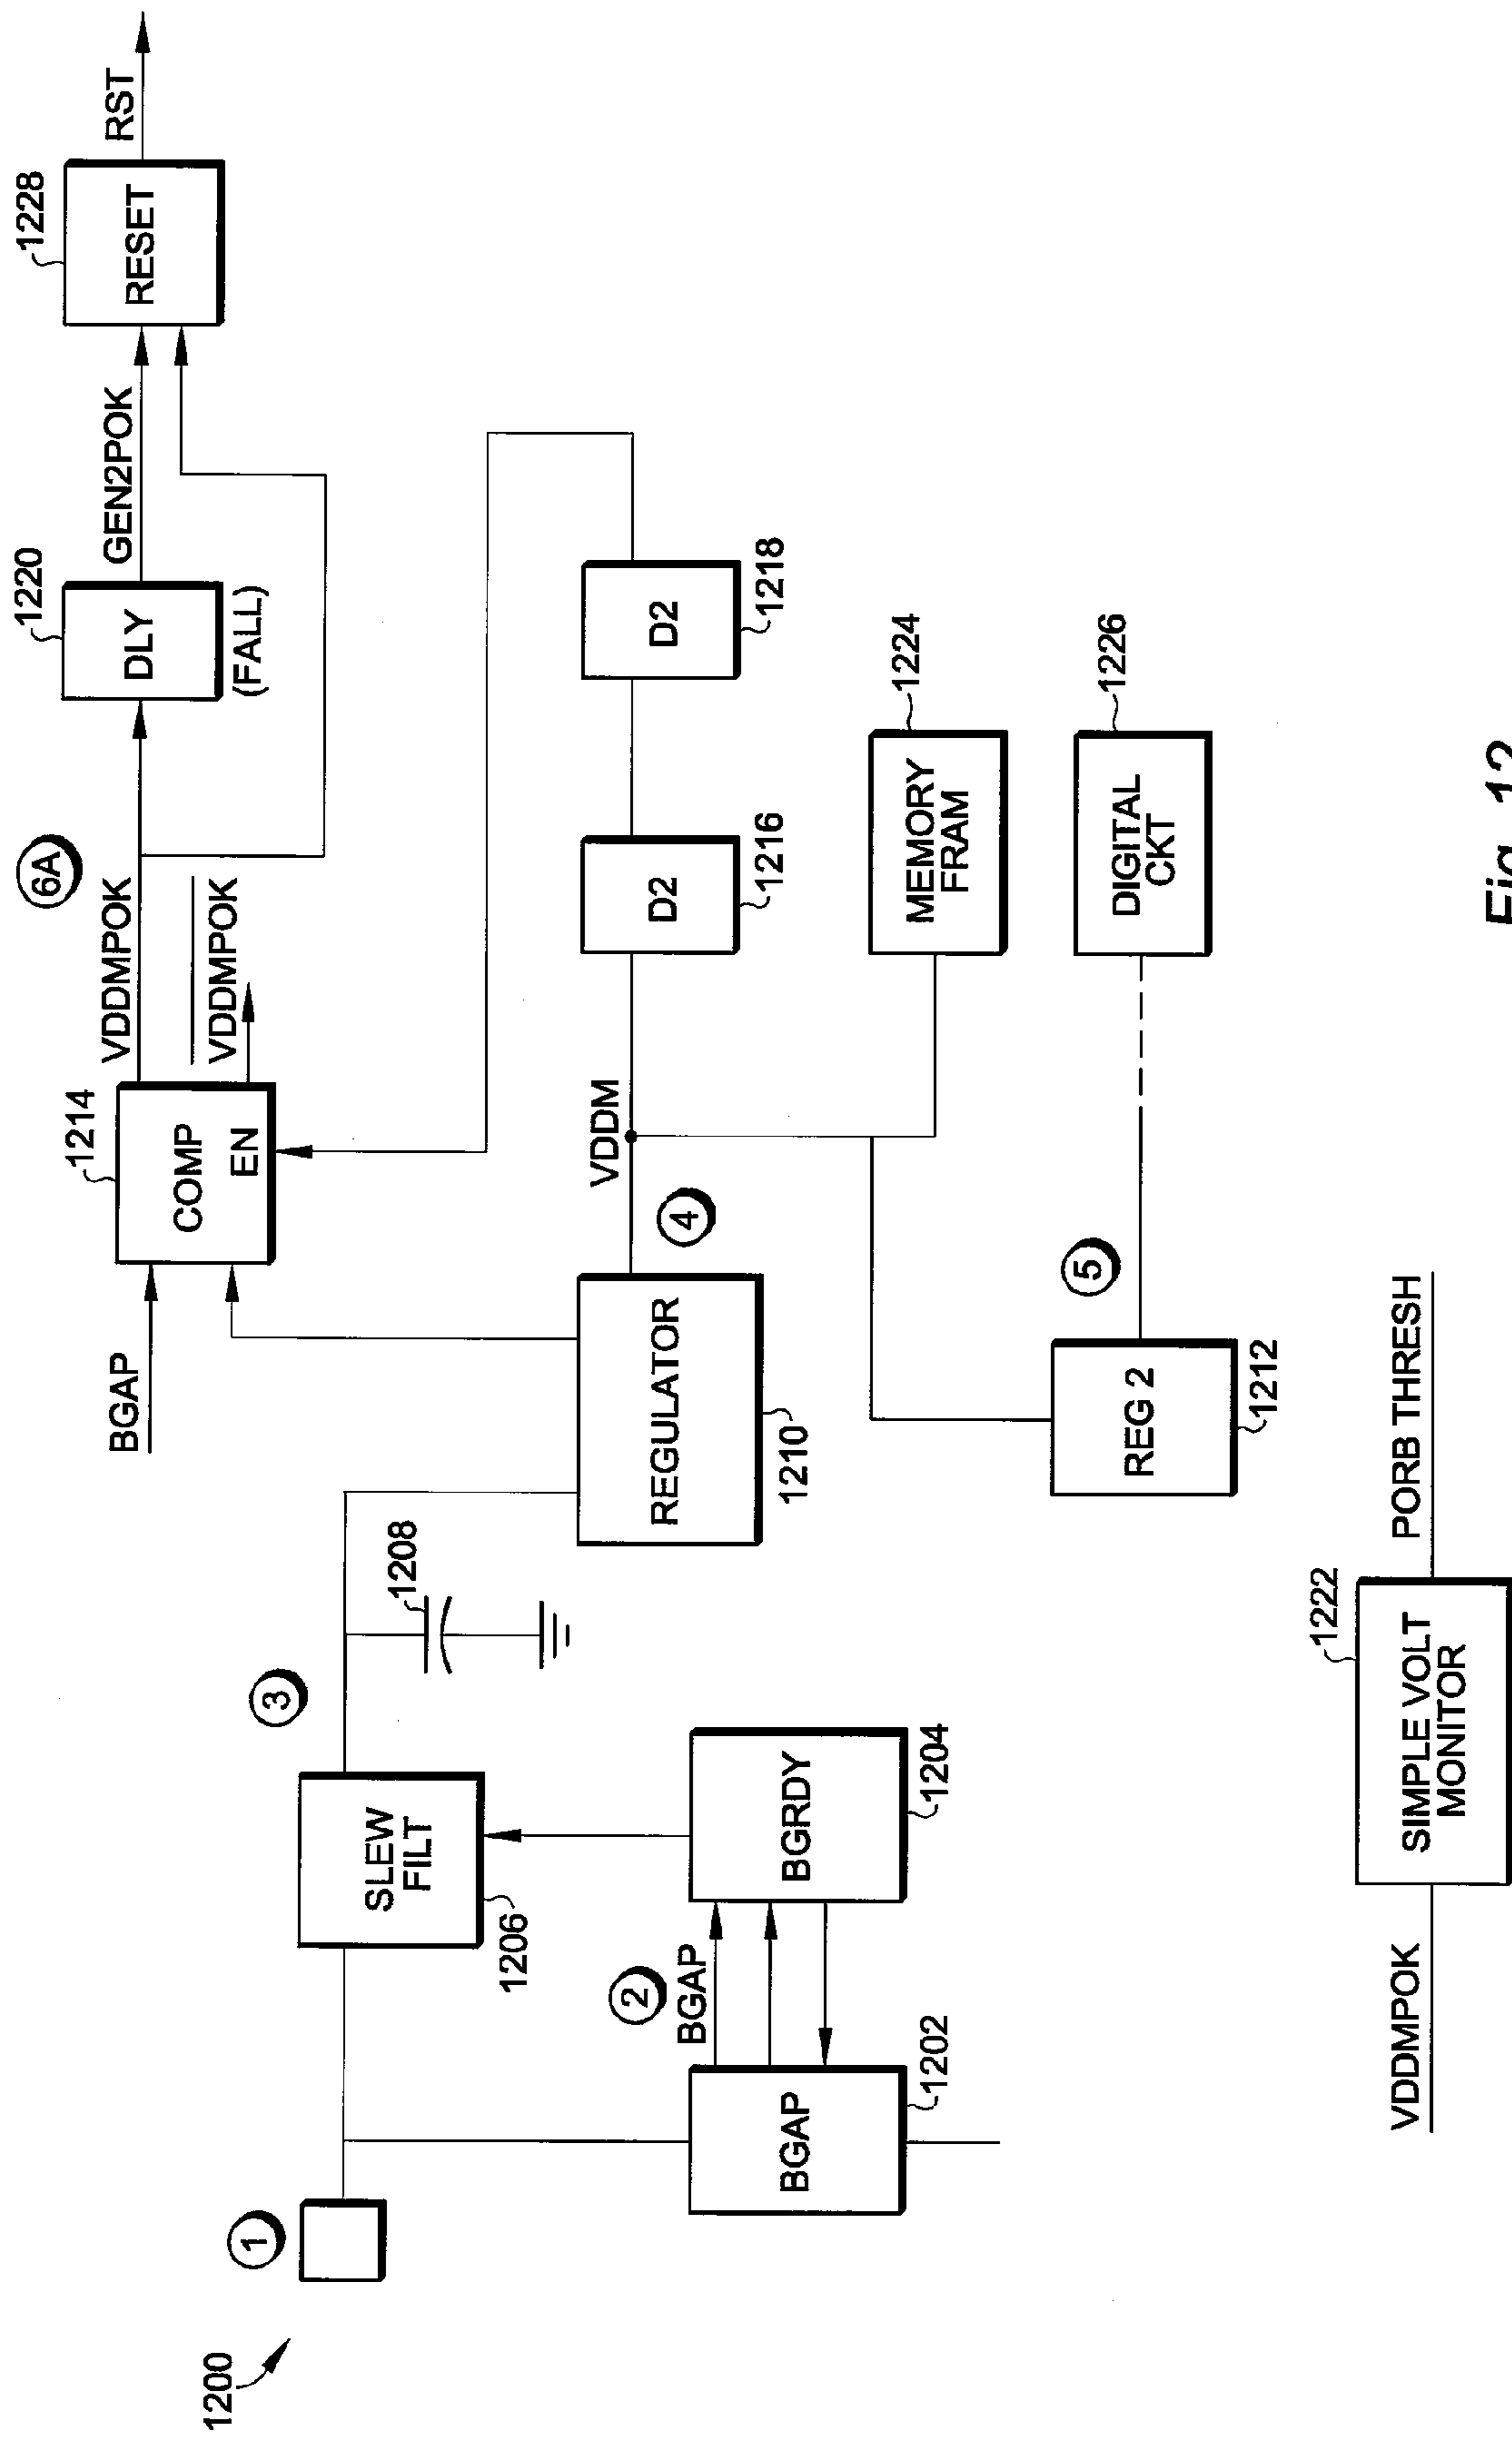 1200
1
BGAP
1202
2
BGAP
BGRDY
1204
SLEW
FILT
1206
3
1208
REGULATOR
1210
4
VDDM
BGAP
COMP
EN
1214
VDDMPOK
VDDMPOK
6A
DLY
1220
(FALL)
GEN2POK
RESET
1228
RST
D2
1216
D2
1218
MEMORY
FRAM
1224
REG 2
1212
5
DIGITAL
CKT
1226
VDDMPOK
SIMPLE VOLT
MONITOR
1222
PORB THRESH
Fig. 12